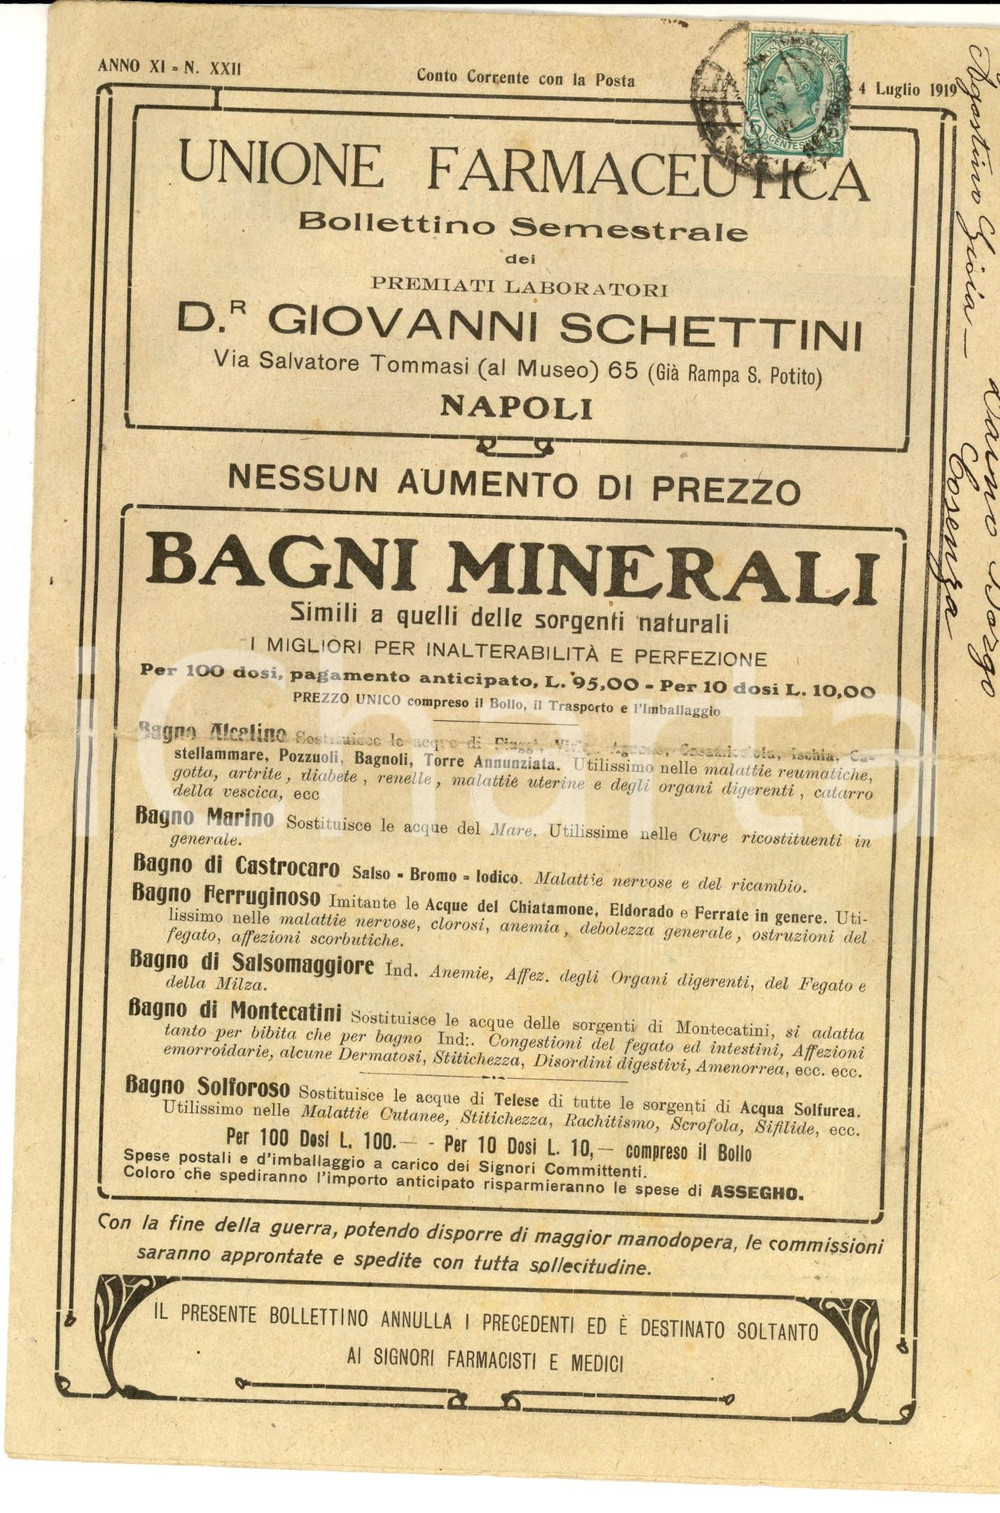 ANNO XI - N. XXII
Conto Corrente con la Posta
4 Luglio 1919
UNIONE FARMACEUTICA
Bollettino Semestrale
dei
PREMIATI LABORATORI
D.R GIOVANNI SCHETTINI
Via Salvatore Tommasi (al Museo) 65 (Già Rampa S. Potito)
NAPOLI
NESSUN AUMENTO DI PREZZO
BAGNI MINERALI
Simili a quelli delle sorgenti naturali
I MIGLIORI PER INALTERABILITÀ E PERFEZIONE
Per 100 dosi, pagamento anticipato, L. 95,00 - Per 10 dosi L. 10,00
PREZZO UNICO compreso il Bollo, il Trasporto e l'Imballaggio
Bagno Alcalino Sostituisce le acque di Fiuggi, Ischia, Ca-
stellammare, Pozzuoli, Bagnoli, Torre Annunziata. Utilissimo nelle malattie reumatiche,
gotta, artrite, diabete, renelle, malattie uterine e degli organi digerenti, catarro
della vescica, ecc
Bagno Marino Sostituisce le acque del Mare. Utilissime nelle Cure ricostituenti in
generale.
Bagno di Castrocaro Salso - Bromo - Iodico. Malattie nervose e del ricambio.
Bagno Ferruginoso Imitante le Acque del Chiatamone, Eldorado e Ferrate in genere. Uti-
lissimo nelle malattie nervose, clorosi, anemia, debolezza generale, ostruzioni del
fegato, affezioni scorbutiche.
Bagno di Salsomaggiore Ind. Anemie, Affez. degli Organi digerenti, del Fegato e
della Milza.
Bagno di Montecatini Sostituisce le acque delle sorgenti di Montecatini, si adatta
tanto per bibita che per bagno Ind:. Congestioni del fegato ed intestini, Affezioni
emorroidarie, alcune Dermatosi, Stitichezza, Disordini digestivi, Amenorrea, ecc. ecc.
Bagno Solforoso Sostituisce le acque di Telese di tutte le sorgenti di Acqua Solfurea.
Utilissimo nelle Malattie Cutanee, Stitichezza, Rachitismo, Scrofola, Sifilide, ecc.
Per 100 Dosi L. 100.— - Per 10 Dosi L. 10,— compreso il Bollo
Spese postali e d'imballaggio a carico dei Signori Committenti.
Coloro che spediranno l'importo anticipato risparmieranno le spese di ASSEGHO.
Con la fine della guerra, potendo disporre di maggior manodopera, le commissioni
saranno approntate e spedite con tutta sollecitudine.
IL PRESENTE BOLLETTINO ANNULLA I PRECEDENTI ED È DESTINATO SOLTANTO
AI SIGNORI FARMACISTI E MEDICI
Agostino Gioia —
Laino Borgo
Cosenza
iCharta